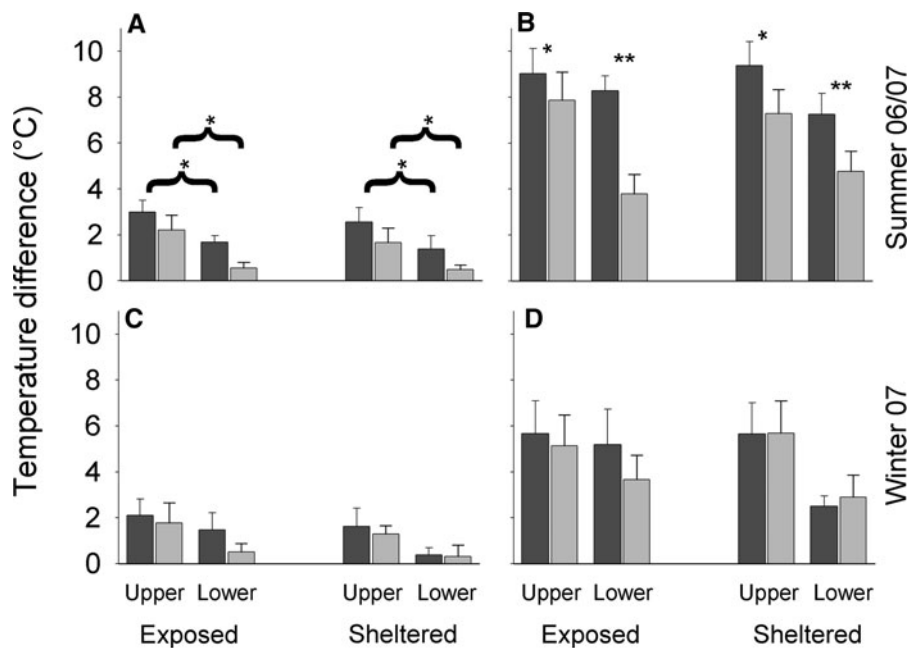 A
B
10
8
6
4
2
0
Temperature difference (°C)
* * * *
* ** * **
Summer 06/07
C
D
10
8
6
4
2
0
Winter 07
Upper Lower Upper Lower Upper Lower Upper Lower
Exposed Sheltered Exposed Sheltered